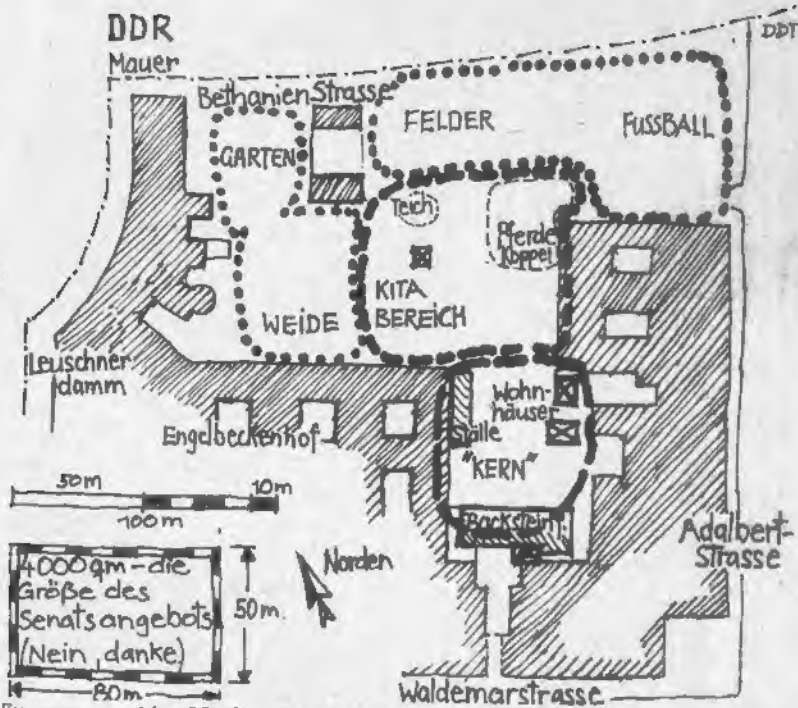 DDR
Mauer
DDR
Bethanien Strasse
GARTEN
FELDER
FUSSBALL
Teich
Pferde
Koppel
KITA
BEREICH
WEIDE
Leuschner
damm
Engelbeckenhof
Wohn-
häuser
Ställe
"KERN"
Backstein
50m
10m
100m
Norden
Adalbert-
Strasse
4000qm-die
Größe des
Senatsangebots
(Nein, danke)
50m
80m
Waldemarstrasse